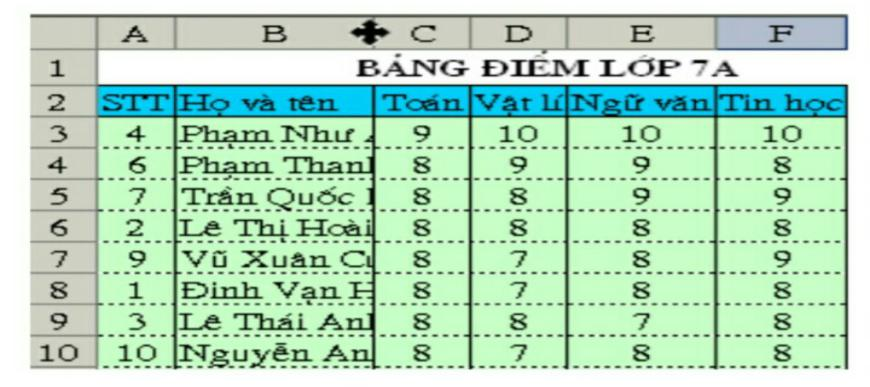 A B C D E F
1 BẢNG ĐIỂM LỚP 7A
2 STT Họ và tên Toán Vật lí Ngữ văn Tin học
3 4 Phạm Như 9 10 10 10
4 6 Phạm 8 9 9 8
5 7 Trần Quốc 8 8 9 9
6 2 Lê Thị Hoài 8 8 8 8
7 9 Vũ Xuân 8 7 8 9
8 1 Đinh Vạn 8 7 8 8
9 3 Lê Thái 8 8 7 8
10 10 Nguyễn An 8 7 8 8